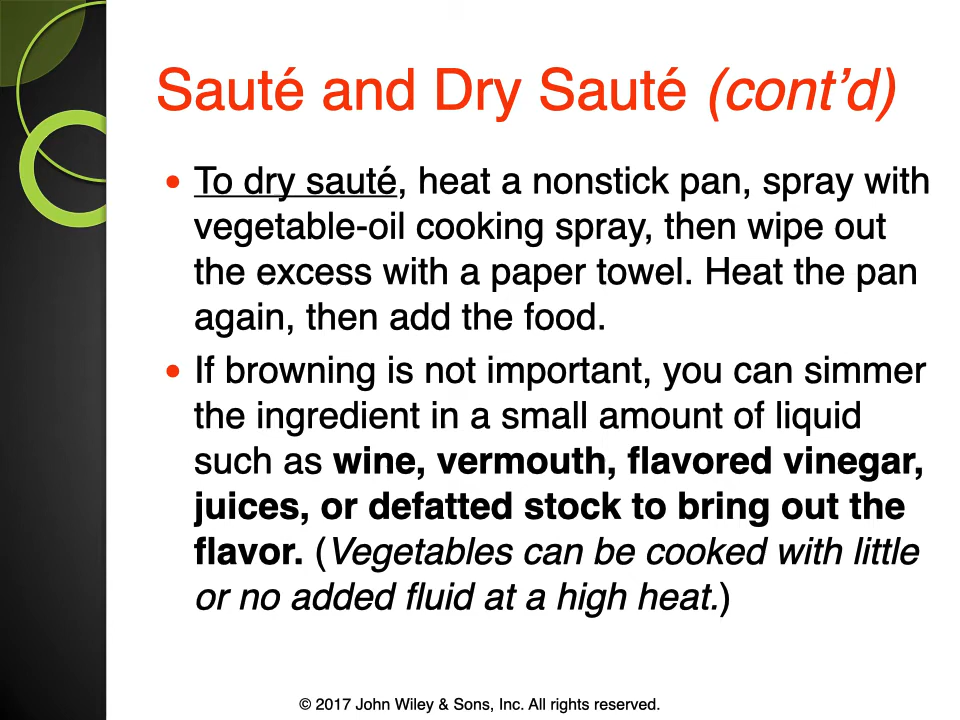 Sauté and Dry Sauté (cont’d)
• To dry sauté, heat a nonstick pan, spray with
vegetable-oil cooking spray, then wipe out
the excess with a paper towel. Heat the pan
again, then add the food.
• If browning is not important, you can simmer
the ingredient in a small amount of liquid
such as wine, vermouth, flavored vinegar,
juices, or defatted stock to bring out the
flavor. (Vegetables can be cooked with little
or no added fluid at a high heat.)
© 2017 John Wiley & Sons, Inc. All rights reserved.